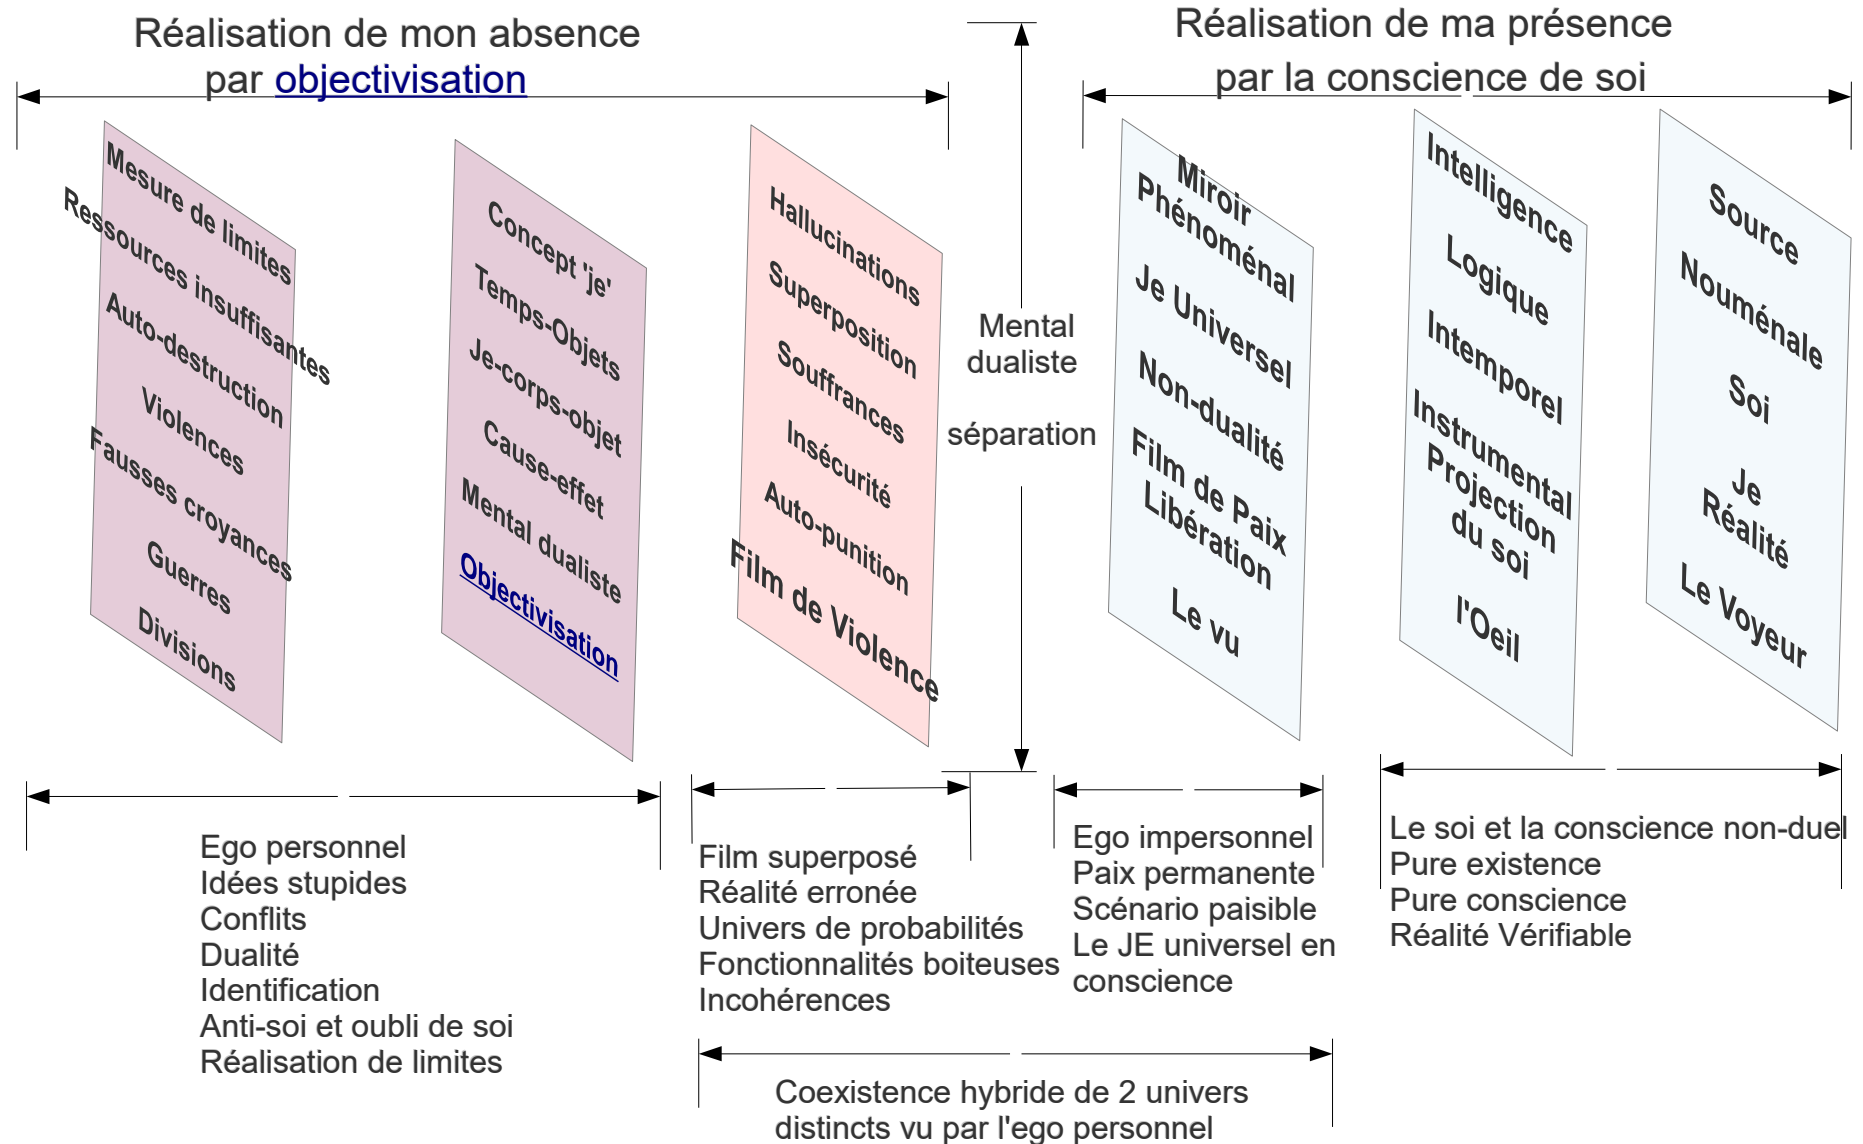 Réalisation de mon absence
par objectivisation
Réalisation de ma présence
par la conscience de soi
Mesure de limites
Ressources insuffisantes
Auto-destruction
Violences
Fausses croyances
Guerres
Divisions
Concept 'je'
Temps-Objets
Je-corps-objet
Cause-effet
Mental dualiste
Objectivisation
Hallucinations
Superposition
Souffrances
Insécurité
Auto-punition
Film de Violence
Mental
dualiste
séparation
Miroir
Phénoménal
Je Universel
Non-dualité
Film de Paix
Libération
Le vu
Intelligence
Logique
Intemporel
Instrumental
Projection
du soi
l'Oeil
Source
Nouménale
Soi
Je
Réalité
Le Voyeur
Ego personnel
Idées stupides
Conflits
Dualité
Identification
Anti-soi et oubli de soi
Réalisation de limites
Film superposé
Réalité erronée
Univers de probabilités
Fonctionnalités boiteuses
Incohérences
Ego impersonnel
Paix permanente
Scénario paisible
Le JE universel en
conscience
Le soi et la conscience non-duel
Pure existence
Pure conscience
Réalité Vérifiable
Coexistence hybride de 2 univers
distincts vu par l'ego personnel